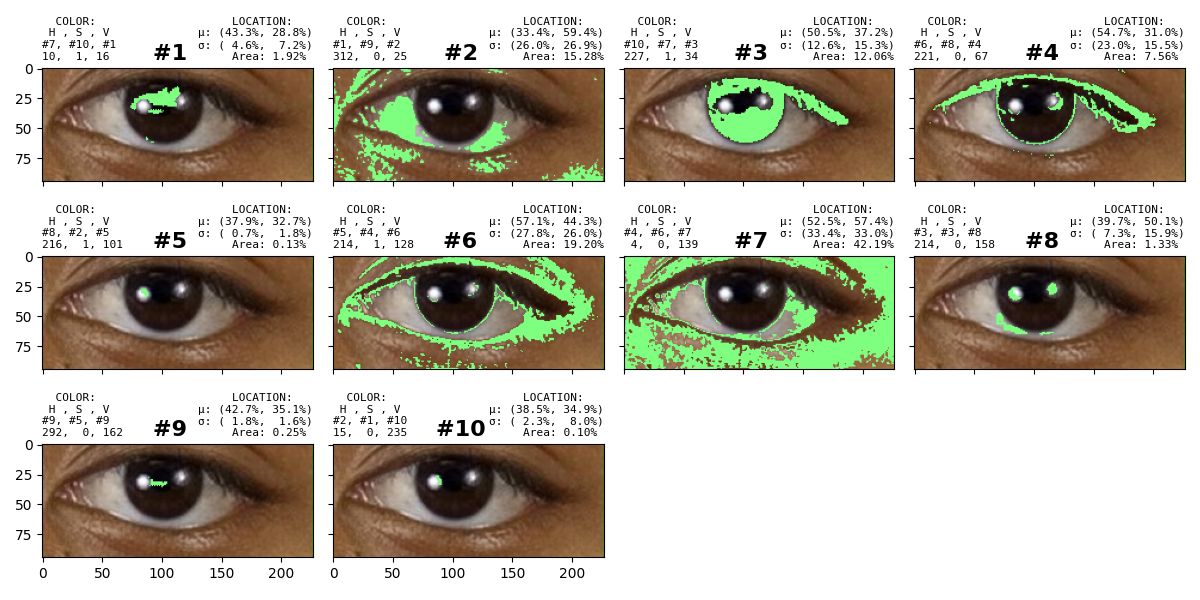 COLOR: LOCATION:
H , S , V μ: (43.3%, 28.8%)
#7, #10, #1 σ: ( 4.6%, 7.2%)
10, 1, 16 #1 Area: 1.92%
COLOR: LOCATION:
H , S , V μ: (33.4%, 59.4%)
#1, #9, #2 σ: (26.0%, 26.9%)
312, 0, 25 #2 Area: 15.28%
COLOR: LOCATION:
H , S , V μ: (50.5%, 37.2%)
#10, #7, #3 σ: (12.6%, 15.3%)
227, 1, 34 #3 Area: 12.06%
COLOR: LOCATION:
H , S , V μ: (54.7%, 31.0%)
#6, #8, #4 σ: (23.0%, 15.5%)
221, 0, 67 #4 Area: 7.56%
0
25
50
75
COLOR: LOCATION:
H , S , V μ: (37.9%, 32.7%)
#8, #2, #5 σ: ( 0.7%, 1.8%)
216, 1, 101 #5 Area: 0.13%
COLOR: LOCATION:
H , S , V μ: (57.1%, 44.3%)
#5, #4, #6 σ: (27.8%, 26.0%)
214, 1, 128 #6 Area: 19.20%
COLOR: LOCATION:
H , S , V μ: (52.5%, 57.4%)
#4, #6, #7 σ: (33.4%, 33.0%)
4, 0, 139 #7 Area: 42.19%
COLOR: LOCATION:
H , S , V μ: (39.7%, 50.1%)
#3, #3, #8 σ: ( 7.3%, 15.9%)
214, 0, 158 #8 Area: 1.33%
0
25
50
75
COLOR: LOCATION:
H , S , V μ: (42.7%, 35.1%)
#9, #5, #9 σ: ( 1.8%, 1.6%)
292, 0, 162 #9 Area: 0.25%
COLOR: LOCATION:
H , S , V μ: (38.5%, 34.9%)
#2, #1, #10 σ: ( 2.3%, 8.0%)
15, 0, 235 #10 Area: 0.10%
0
25
50
75
0 50 100 150 200
0 50 100 150 200